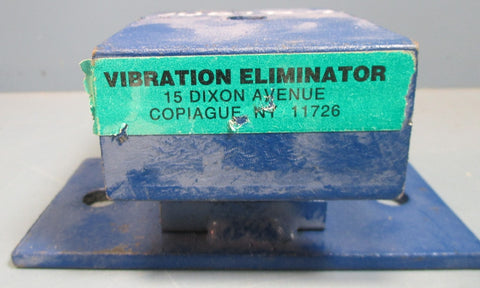 VIBRATION ELIMINATOR
15 DIXON AVENUE
COPIAGUE NY 11726